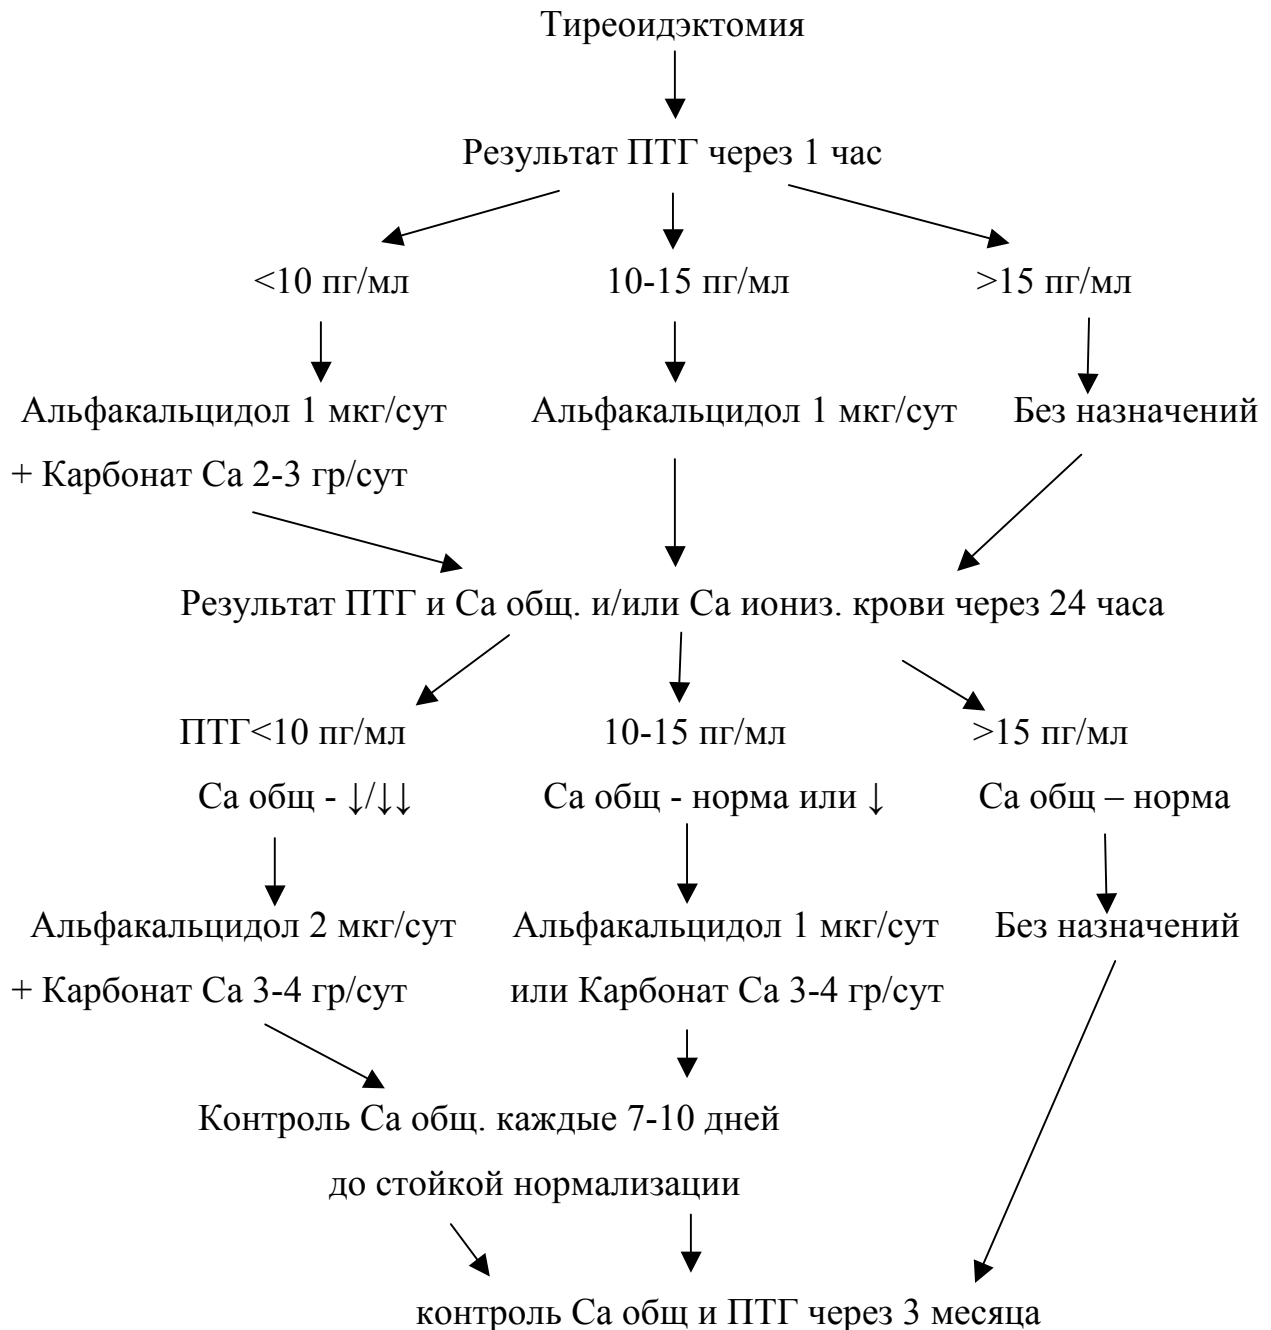 Тиреоидэктомия
Результат ПТГ через 1 час
<10 пг/мл 10-15 пг/мл >15 пг/мл
Альфакальцидол 1 мкг/сут Альфакальцидол 1 мкг/сут Без назначений
+ Карбонат Са 2-3 гр/сут
Результат ПТГ и Са общ. и/или Са иониз. крови через 24 часа
ПТГ<10 пг/мл 10-15 пг/мл >15 пг/мл
Са общ - ↓/↓↓ Са общ - норма или ↓ Са общ – норма
Альфакальцидол 2 мкг/сут Альфакальцидол 1 мкг/сут Без назначений
+ Карбонат Са 3-4 гр/сут или Карбонат Са 3-4 гр/сут
Контроль Са общ. каждые 7-10 дней
до стойкой нормализации
контроль Са общ и ПТГ через 3 месяца